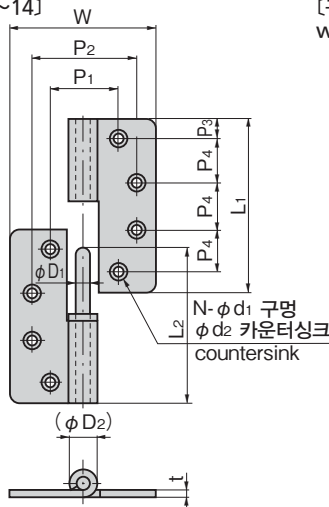 ~14]
W
P2
P1
P3
P4
P4
P4
L1
φD1
L2
N-φd1 구멍
φd2 카운터싱크
countersink
(φD2)
t
w